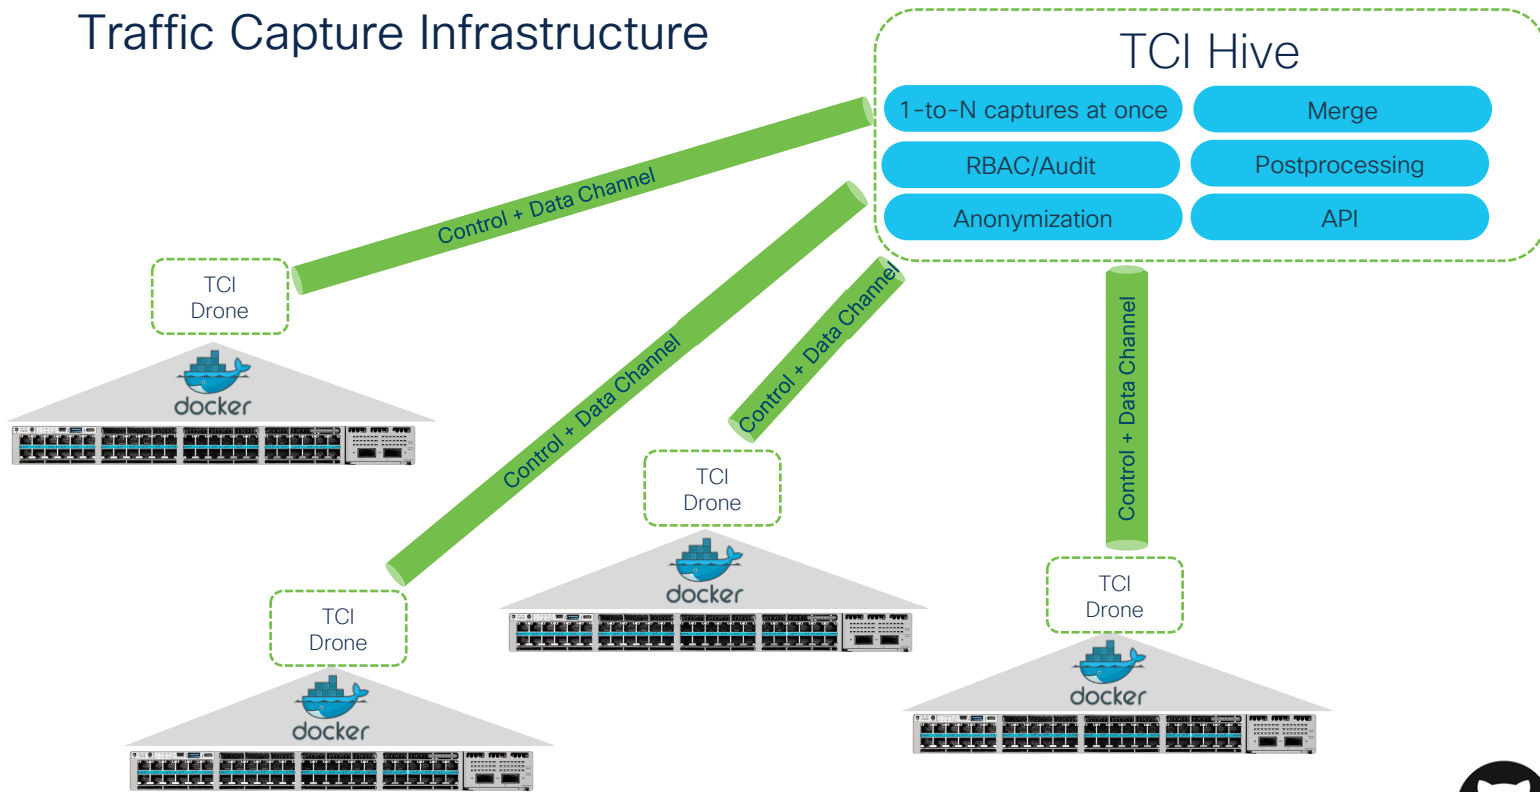 Traffic Capture Infrastructure
TCI Hive
1-to-N captures at once
Merge
RBAC/Audit
Postprocessing
Anonymization
API
Control + Data Channel
Control + Data Channel
Control + Data Channel
Control + Data Channel
TCI
Drone
docker
TCI
Drone
docker
TCI
Drone
docker
TCI
Drone
docker